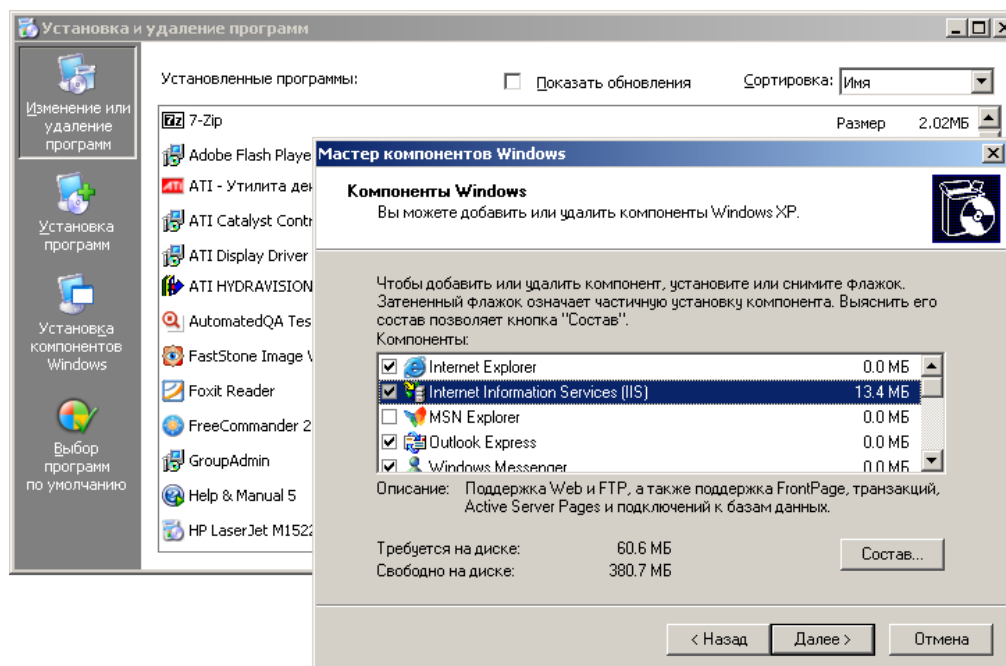 Установка и удаление программ
Изменение или
удаление
программ
Установка
программ
Установка
компонентов
Windows
Выбор
программ
по умолчанию
Установленные программы:
Показать обновления
Сортировка: Имя
7-Zip Размер 2.02МБ
Adobe Flash Playe
ATI - Утилита де
ATI Catalyst Contr
ATI Display Driver
ATI HYDRAVISION
AutomatedQA Tes
FastStone Image
Foxit Reader
FreeCommander 2
GroupAdmin
Help & Manual 5
HP LaserJet M1522
Мастер компонентов Windows
Компоненты Windows
Вы можете добавить или удалить компоненты Windows XP.
Чтобы добавить или удалить компонент, установите или снимите флажок.
Затененный флажок означает частичную установку компонента. Выяснить его
состав позволяет кнопка "Состав".
Компоненты:
Internet Explorer 0.0 МБ
Internet Information Services (IIS) 13.4 МБ
MSN Explorer 0.0 МБ
Outlook Express 0.0 МБ
Windows Messenger 0.0 МБ
Описание: Поддержка Web и FTP, а также поддержка FrontPage, транзакций,
Active Server Pages и подключений к базам данных.
Требуется на диске: 60.6 МБ
Свободно на диске: 380.7 МБ
Состав...
< Назад
Далее >
Отмена